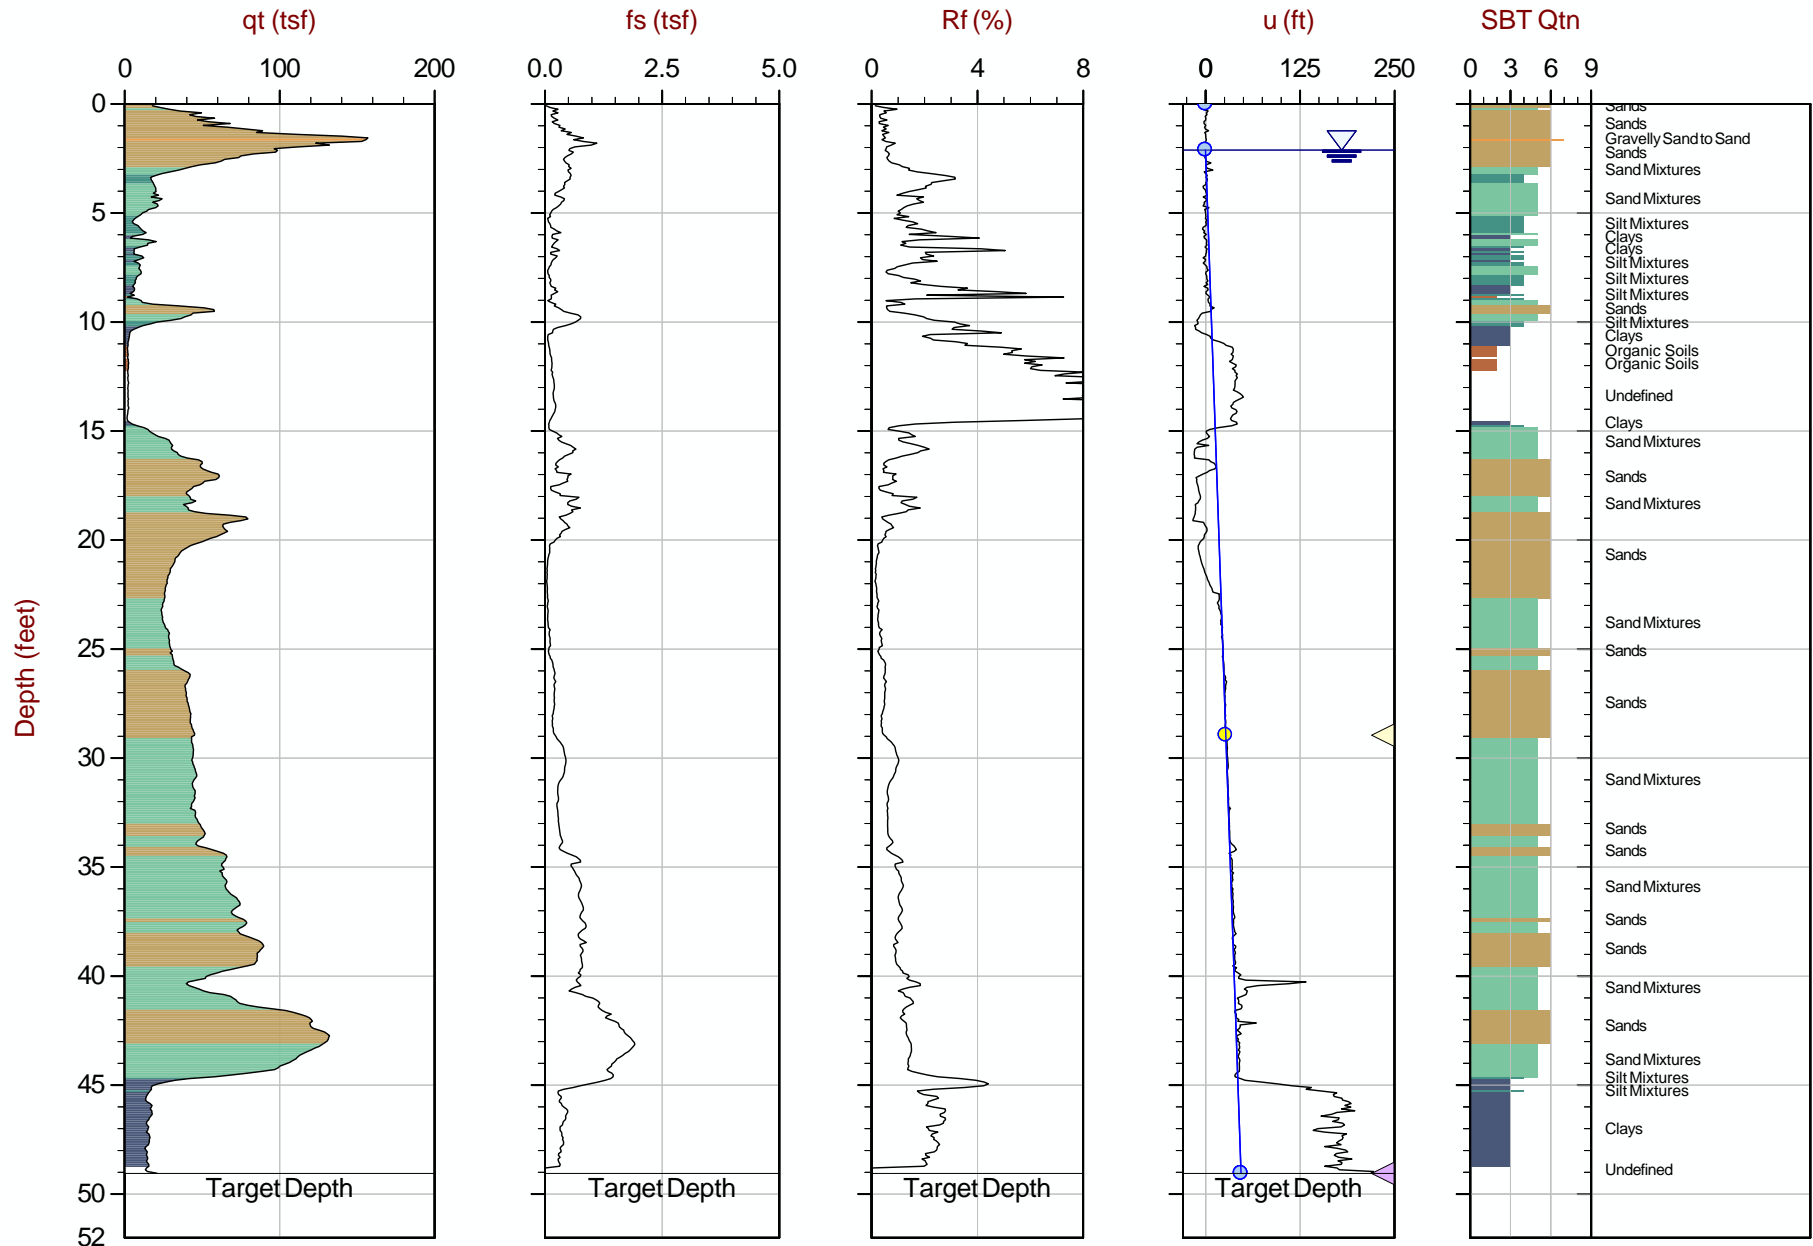 qt (tsf) fs (tsf) Rf (%) u (ft) SBT Qtn
0 100 200 0.0 2.5 5.0 0 4 8 0 125 250 0 3 6 9
0
5
10
15
20
25
30
35
40
45
50
52
Depth (feet)
Sands
Sands
Gravelly Sand to Sand
Sands
Sand Mixtures
Sand Mixtures
Silt Mixtures
Clays
Clays
Silt Mixtures
Silt Mixtures
Silt Mixtures
Sands
Silt Mixtures
Clays
Organic Soils
Organic Soils
Undefined
Clays
Sand Mixtures
Sands
Sand Mixtures
Sands
Sand Mixtures
Sands
Sands
Sand Mixtures
Sands
Sands
Sand Mixtures
Sands
Sands
Sand Mixtures
Sands
Sand Mixtures
Silt Mixtures
Silt Mixtures
Clays
Undefined
Target Depth Target Depth Target Depth Target Depth